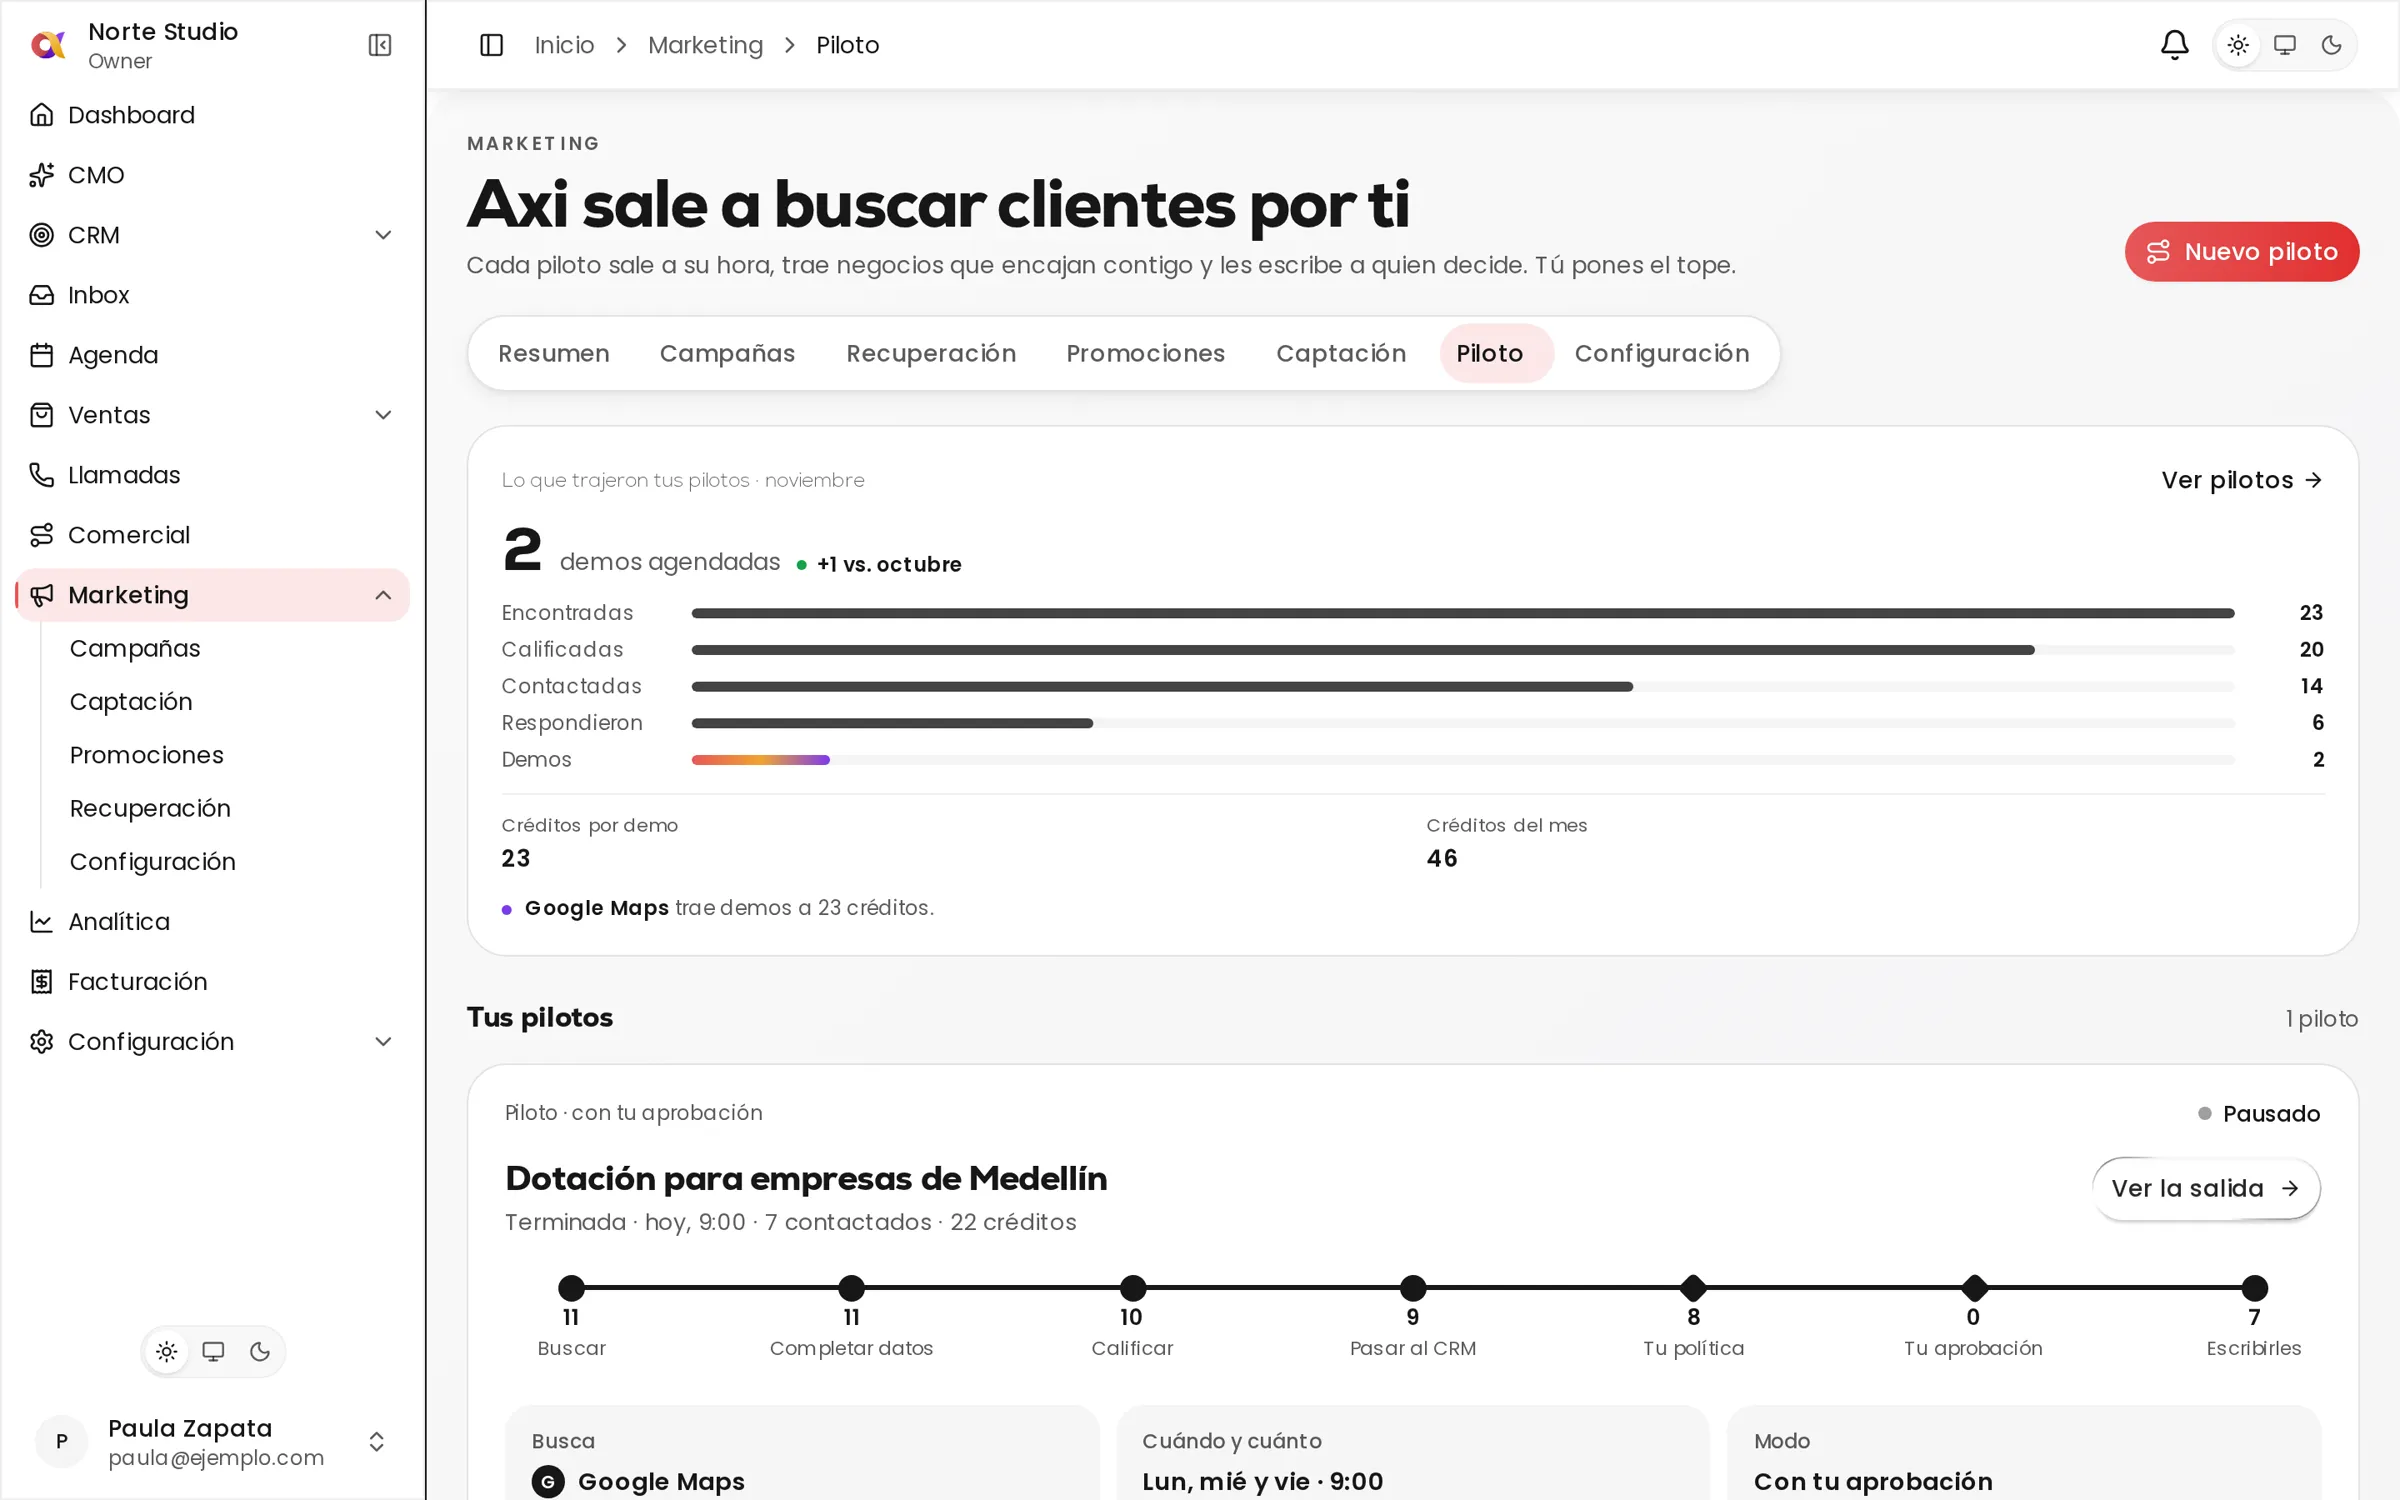 Norte Studio
Owner
Dashboard
CMO
CRM
Inbox
Agenda
Ventas
Llamadas
Comercial
Marketing
Campañas
Captación
Promociones
Recuperación
Configuración
Analítica
Facturación
Configuración
P
Paula Zapata
paula@ejemplo.com
Inicio > Marketing > Piloto
MARKETING
Axi sale a buscar clientes por ti
Cada piloto sale a su hora, trae negocios que encajan contigo y les escribe a quien decide. Tú pones el tope.
Nuevo piloto
Resumen Campañas Recuperación Promociones Captación Piloto Configuración
Lo que trajeron tus pilotos · noviembre
Ver pilotos →
2 demos agendadas • +1 vs. octubre
Encontradas 23
Calificadas 20
Contactadas 14
Respondieron 6
Demos 2
Créditos por demo
23
Créditos del mes
46
• Google Maps trae demos a 23 créditos.
Tus pilotos
1 piloto
Piloto · con tu aprobación
Pausado
Dotación para empresas de Medellín
Ver la salida →
Terminada · hoy, 9:00 · 7 contactados · 22 créditos
11 11 10 9 8 0 7
Buscar Completar datos Calificar Pasar al CRM Tu política Tu aprobación Escribirles
Busca
G Google Maps
Cuándo y cuánto
Lun, mié y vie · 9:00
Modo
Con tu aprobación